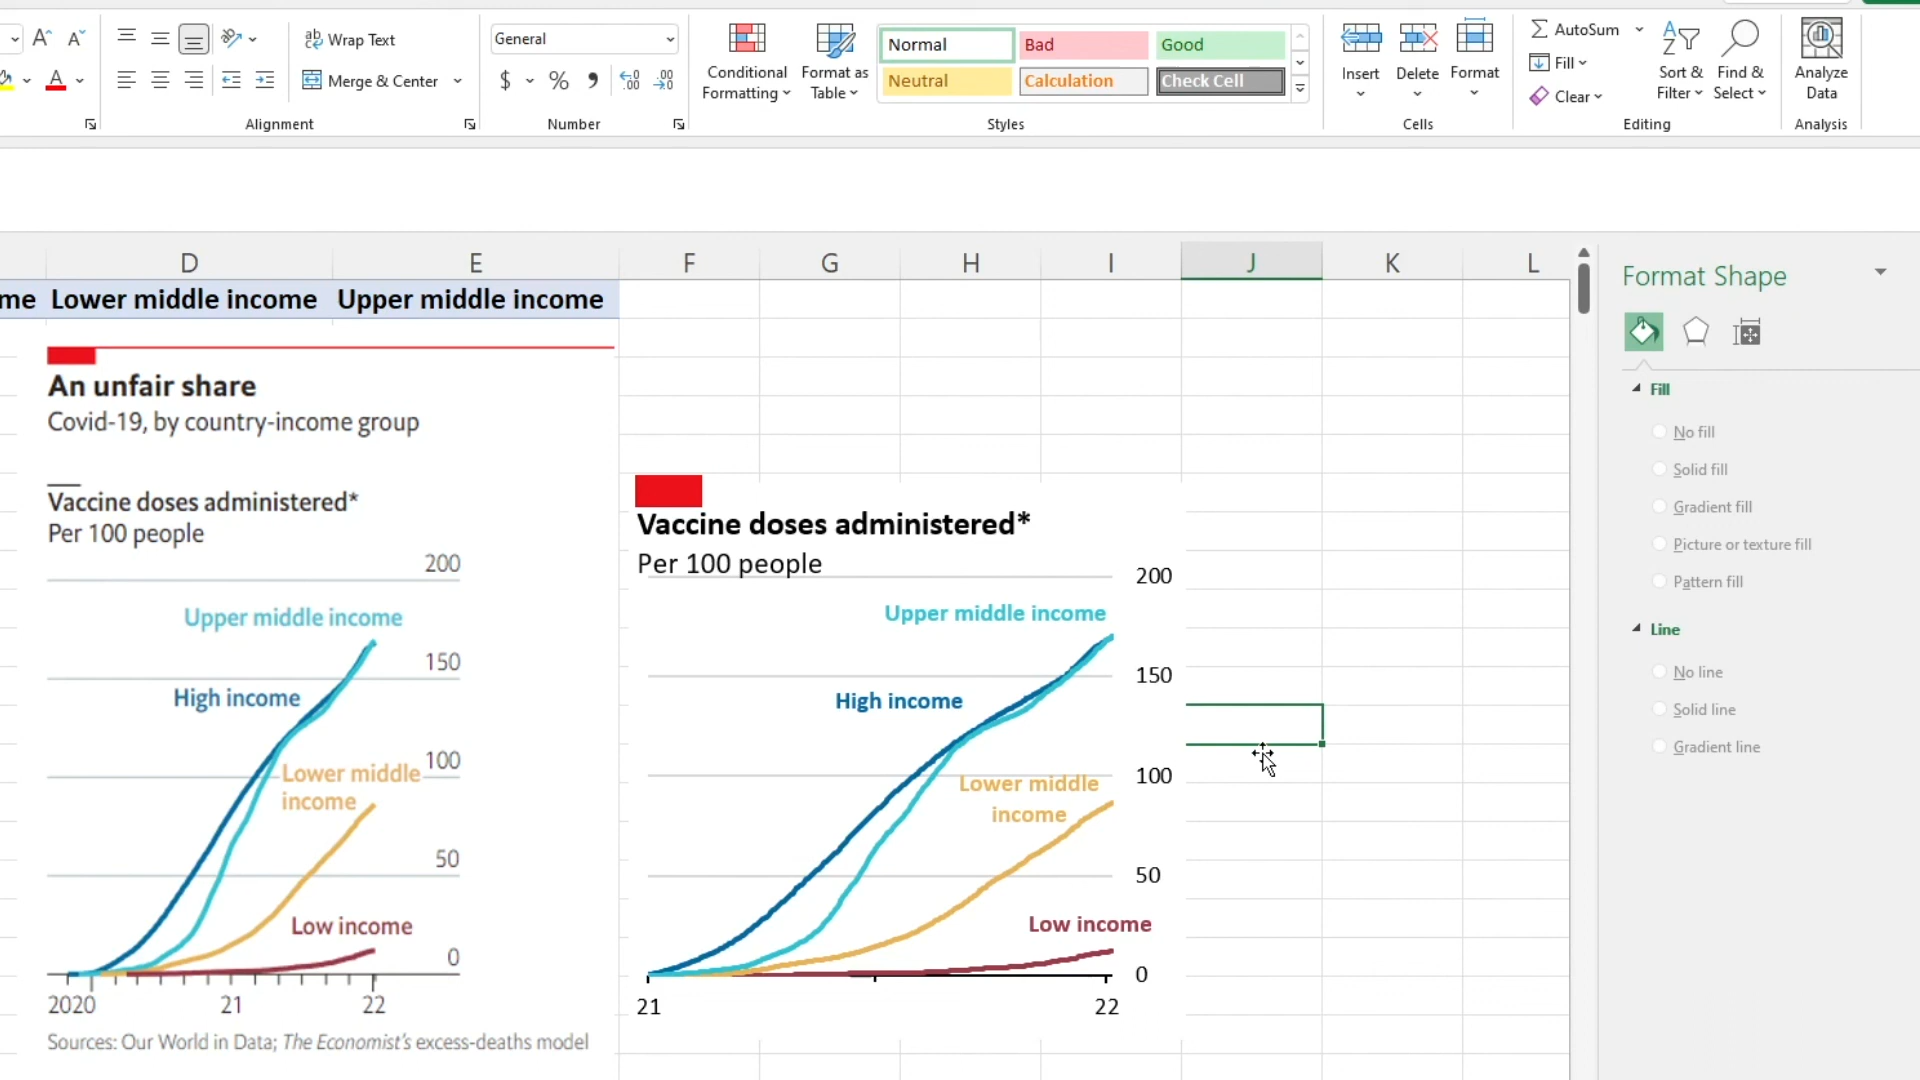 A A
Wrap Text
General
Normal
Bad
Good
AutoSum
Conditional
Formatting
Format as
Table
Neutral
Calculation
Check Cell
Insert
Delete
Format
Fill
Sort &
Filter
Find &
Select
Analyze
Data
A
Merge & Center
$ % ,
Clear
Alignment
Number
Styles
Cells
Editing
Analysis
D E F G H I J K L
me Lower middle income Upper middle income
An unfair share
Covid-19, by country-income group
Vaccine doses administered*
Per 100 people
200
Upper middle income
150
High income
100
Lower middle
income
50
Low income
0
2020 21 22
Sources: Our World in Data; The Economist's excess-deaths model
Vaccine doses administered*
Per 100 people
200
Upper middle income
150
High income
100
Lower middle
income
50
Low income
0
21 22
Format Shape
Fill
No fill
Solid fill
Gradient fill
Picture or texture fill
Pattern fill
Line
No line
Solid line
Gradient line